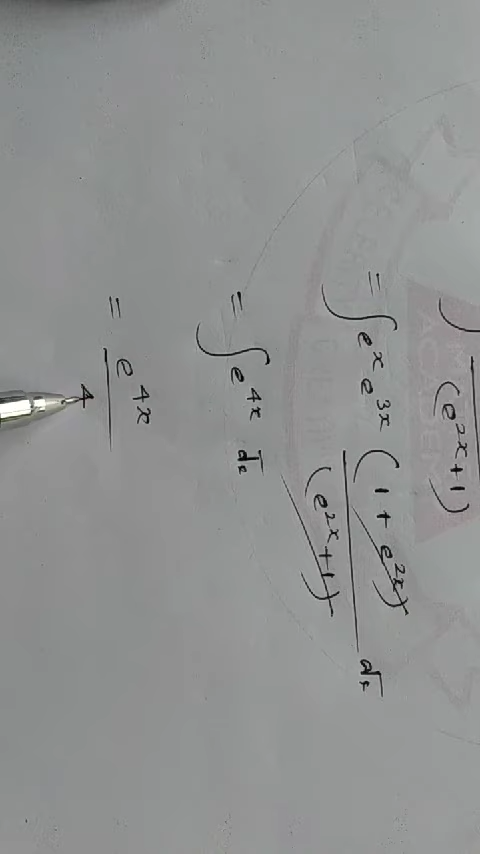 ∫ / (e^{2x}+1)
= ∫ e^x e^{3x} (1 + e^{2x}) / (e^{2x}+1) dx
= ∫ e^{4x} dx
= e^{4x} / 4